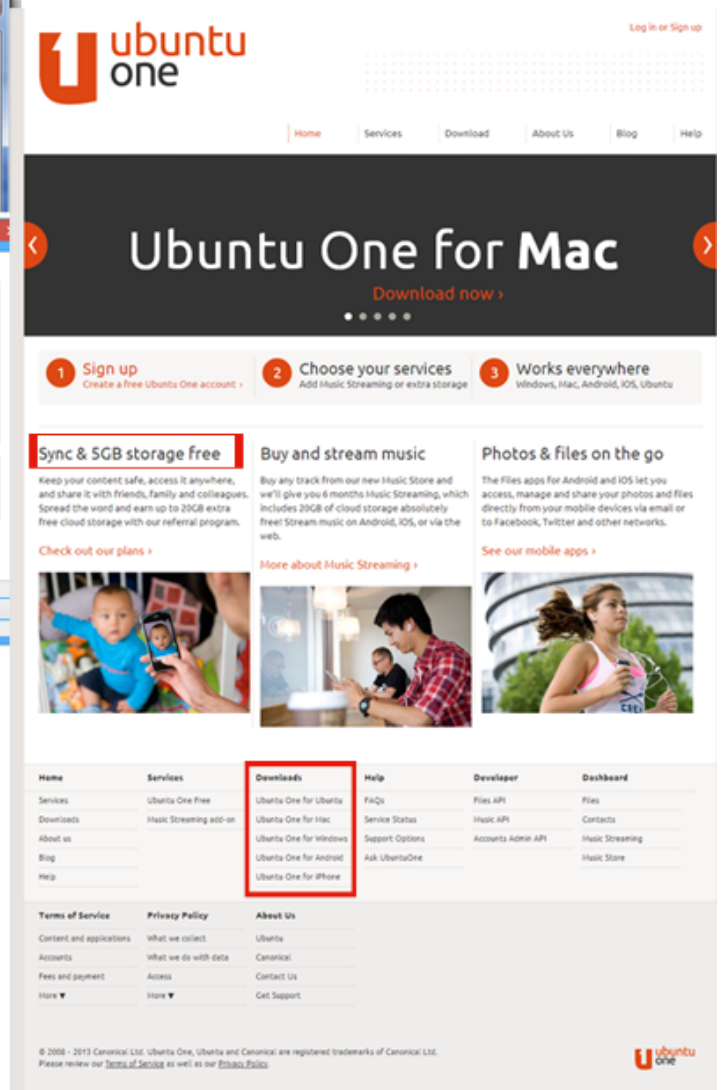 ubuntu
one
Log in or Sign up
Home Services Download About Us Blog Help
Ubuntu One for Mac
Download now ›
1 Sign up
Create a free Ubuntu One account ›
2 Choose your services
Add Music Streaming or extra storage
3 Works everywhere
Windows, Mac, Android, iOS, Ubuntu
Sync & 5GB storage free
Keep your content safe, access it anywhere,
and share it with friends, family and colleagues.
Spread the word and earn up to 20GB extra
free cloud storage with our referral program.
Check out our plans ›
Buy and stream music
Buy any track from our new Music Store and
we'll give you 6 months Music Streaming, which
includes 20GB of cloud storage absolutely
free! Stream music on Android, iOS, or via the
web.
More about Music Streaming ›
Photos & files on the go
The Files apps for Android and iOS let you
access, manage and share your photos and files
directly from your mobile devices via email or
to Facebook, Twitter and other networks.
See our mobile apps ›
Home
Services
Downloads
About us
Blog
Help
Services
Ubuntu One Free
Music Streaming add-on
Downloads
Ubuntu One for Ubuntu
Ubuntu One for Mac
Ubuntu One for Windows
Ubuntu One for Android
Ubuntu One for iPhone
Help
FAQs
Service Status
Support Options
Ask UbuntuOne
Developer
Files API
Music API
Accounts Admin API
Dashboard
Files
Contacts
Music Streaming
Music Store
Terms of Service
Content and applications
Accounts
Fees and payment
More ▼
Privacy Policy
What we collect
What we do with data
Access
More ▼
About Us
Ubuntu
Canonical
Contact Us
Get Support
© 2008 - 2013 Canonical Ltd. Ubuntu One, Ubuntu and Canonical are registered trademarks of Canonical Ltd.
Please review our Terms of Service as well as our Privacy Policy.
ubuntu
one